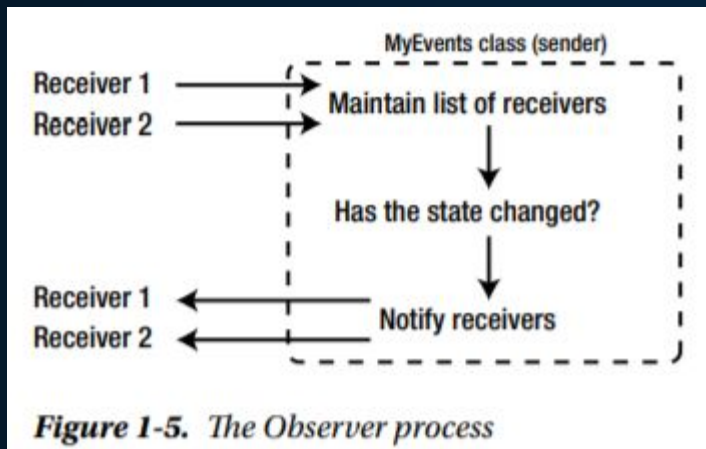 MyEvents class (sender)
Receiver 1
Receiver 2
Maintain list of receivers
Has the state changed?
Receiver 1
Receiver 2
Notify receivers
Figure 1-5. The Observer process